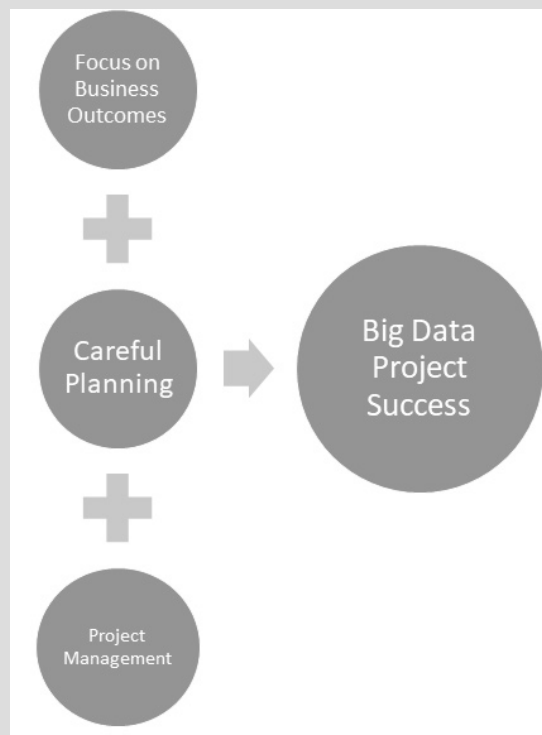 Focus on
Business
Outcomes
Careful
Planning
Project
Management
Big Data
Project
Success